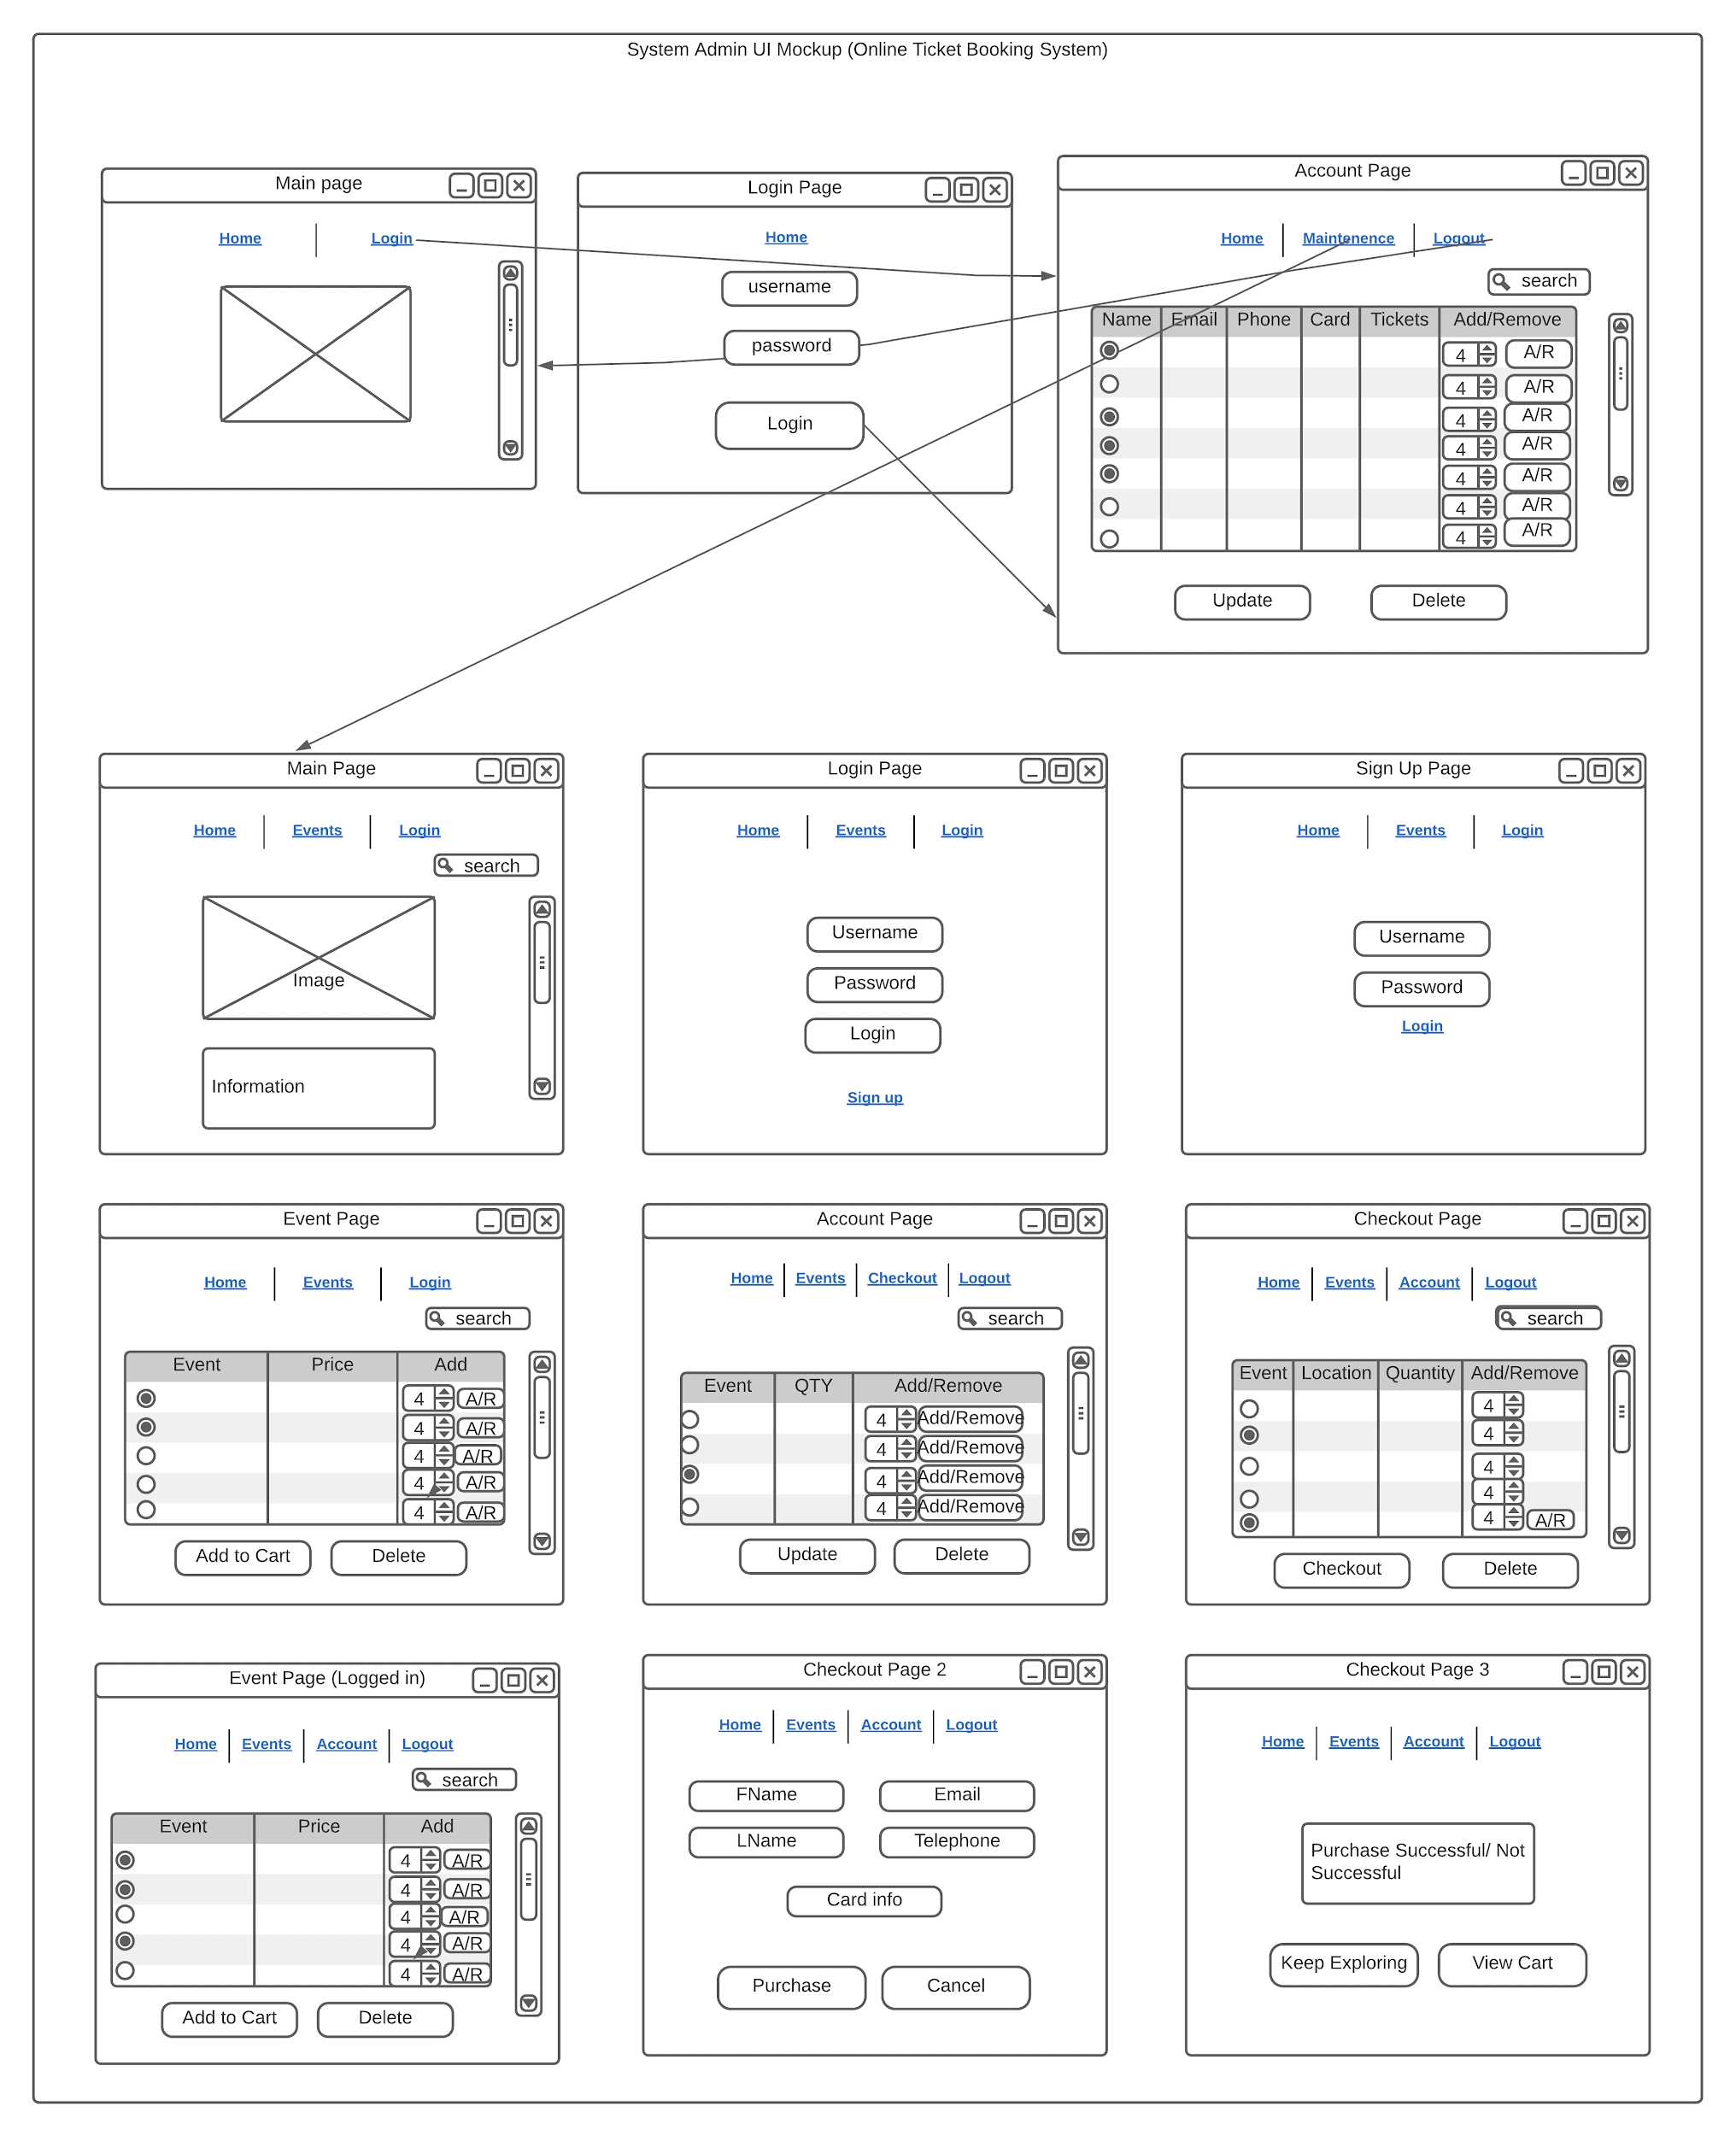 System Admin UI Mockup (Online Ticket Booking System)
Main page
Home Login
Login Page
Home
username
password
Login
Account Page
Home Maintenence Logout
search
Name Email Phone Card Tickets Add/Remove
4 A/R
4 A/R
4 A/R
4 A/R
4 A/R
4 A/R
4 A/R
Update Delete
Main Page
Home Events Login
search
Image
Information
Login Page
Home Events Login
Username
Password
Login
Sign up
Sign Up Page
Home Events Login
Username
Password
Login
Event Page
Home Events Login
search
Event Price Add
4 A/R
4 A/R
4 A/R
4 A/R
4 A/R
Add to Cart Delete
Account Page
Home Events Checkout Logout
search
Event QTY Add/Remove
4 Add/Remove
4 Add/Remove
4 Add/Remove
4 Add/Remove
Update Delete
Checkout Page
Home Events Account Logout
search
Event Location Quantity Add/Remove
4
4
4
4
4 A/R
Checkout Delete
Event Page (Logged in)
Home Events Account Logout
search
Event Price Add
4 A/R
4 A/R
4 A/R
4 A/R
4 A/R
Add to Cart Delete
Checkout Page 2
Home Events Account Logout
FName Email
LName Telephone
Card info
Purchase Cancel
Checkout Page 3
Home Events Account Logout
Purchase Successful/ Not
Successful
Keep Exploring View Cart